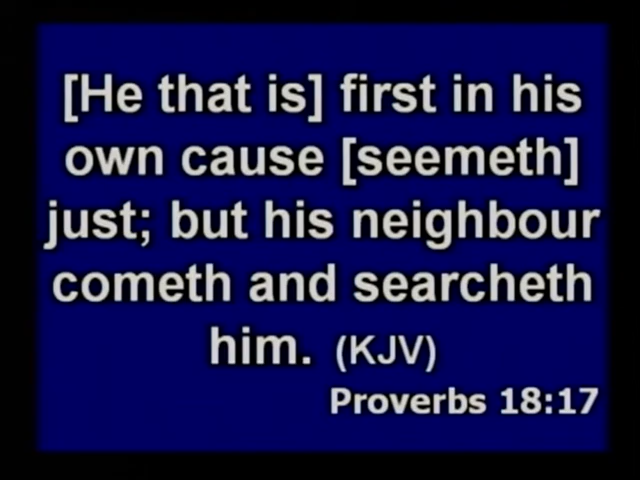 [He that is] first in his
own cause [seemeth]
just; but his neighbour
cometh and searcheth
him. (KJV)
Proverbs 18:17